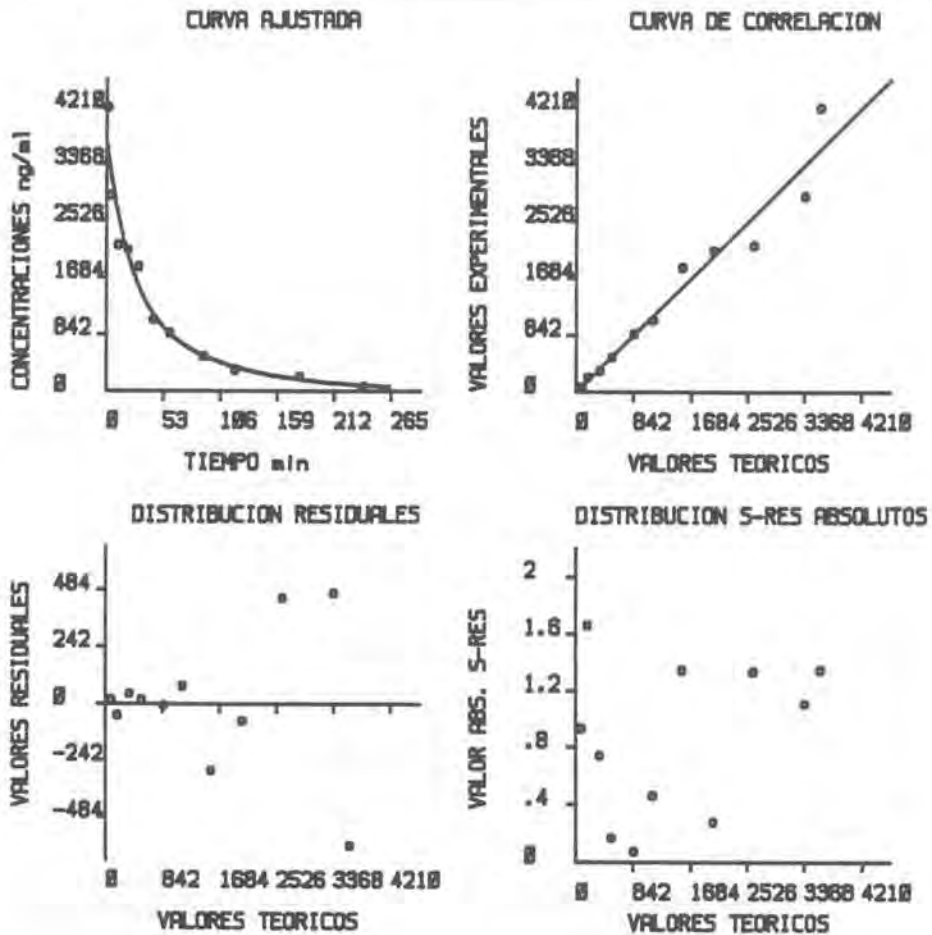 CURVA AJUSTADA
CONCENTRACIONES ng/ml
4210
3368
2526
1684
842
0
0 53 106 159 212 265
TIEMPO min
CURVA DE CORRELACION
VALORES EXPERIMENTALES
4210
3368
2526
1684
842
0
0 842 1684 2526 3368 4210
VALORES TEORICOS
DISTRIBUCION RESIDUALES
VALORES RESIDUALES
484
242
0
-242
-484
0 842 1684 2526 3368 4210
VALORES TEORICOS
DISTRIBUCION S-RES ABSOLUTOS
VALOR ABS. S-RES
2
1.6
1.2
.8
.4
0
0 842 1684 2526 3368 4210
VALORES TEORICOS